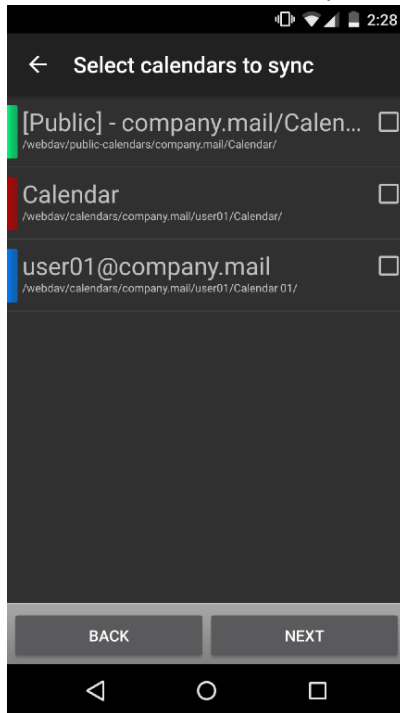 2:28
Select calendars to sync
[Public] - company.mail/Calen...
/webdav/public-calendars/company.mail/Calendar/
Calendar
/webdav/calendars/company.mail/user01/Calendar/
user01@company.mail
/webdav/calendars/company.mail/user01/Calendar 01/
BACK NEXT